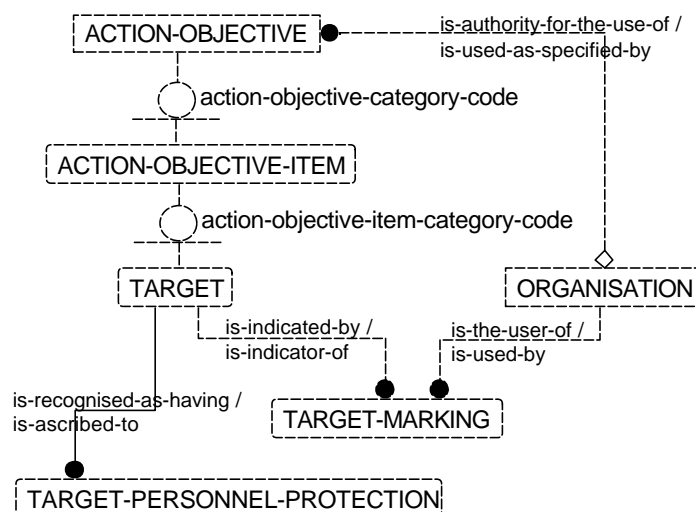 ACTION-OBJECTIVE
is-authority-for-the-use-of /
is-used-as-specified-by
action-objective-category-code
ACTION-OBJECTIVE-ITEM
action-objective-item-category-code
TARGET
ORGANISATION
is-indicated-by /
is-indicator-of
is-the-user-of /
is-used-by
is-recognised-as-having /
is-ascribed-to
TARGET-MARKING
TARGET-PERSONNEL-PROTECTION